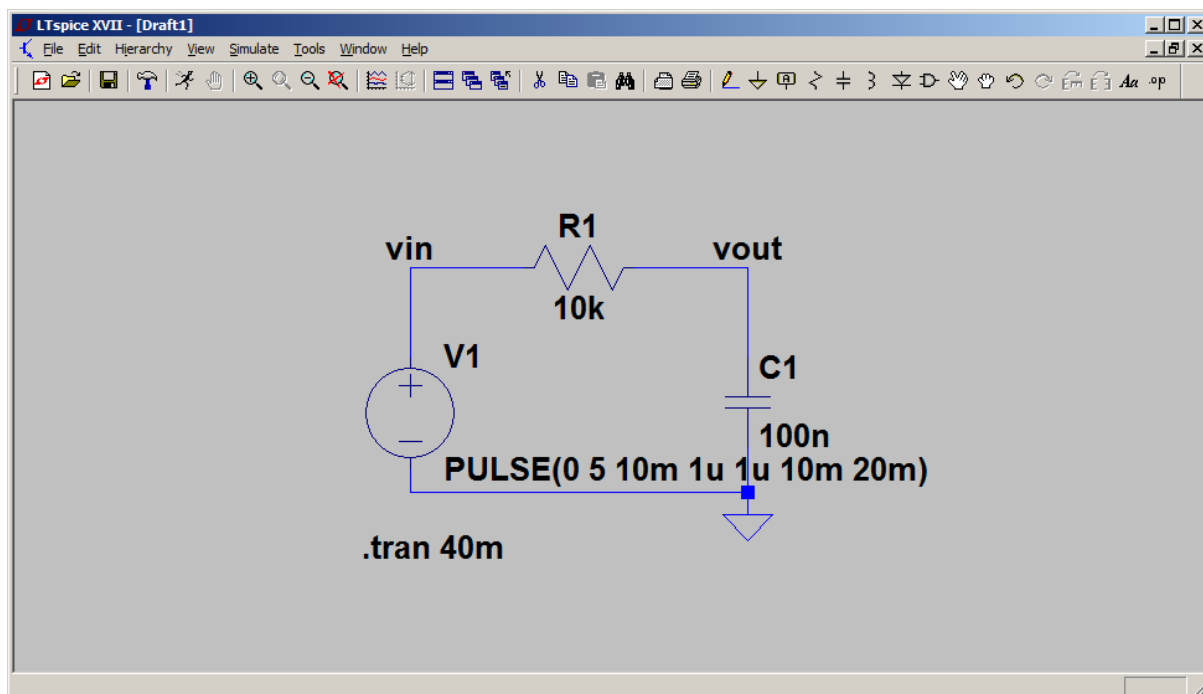 LTspice XVII - [Draft1]
File Edit Hierarchy View Simulate Tools Window Help
A Aa .op
R1
vin vout
10k
V1
C1
100n
PULSE(0 5 10m 1u 1u 10m 20m)
.tran 40m